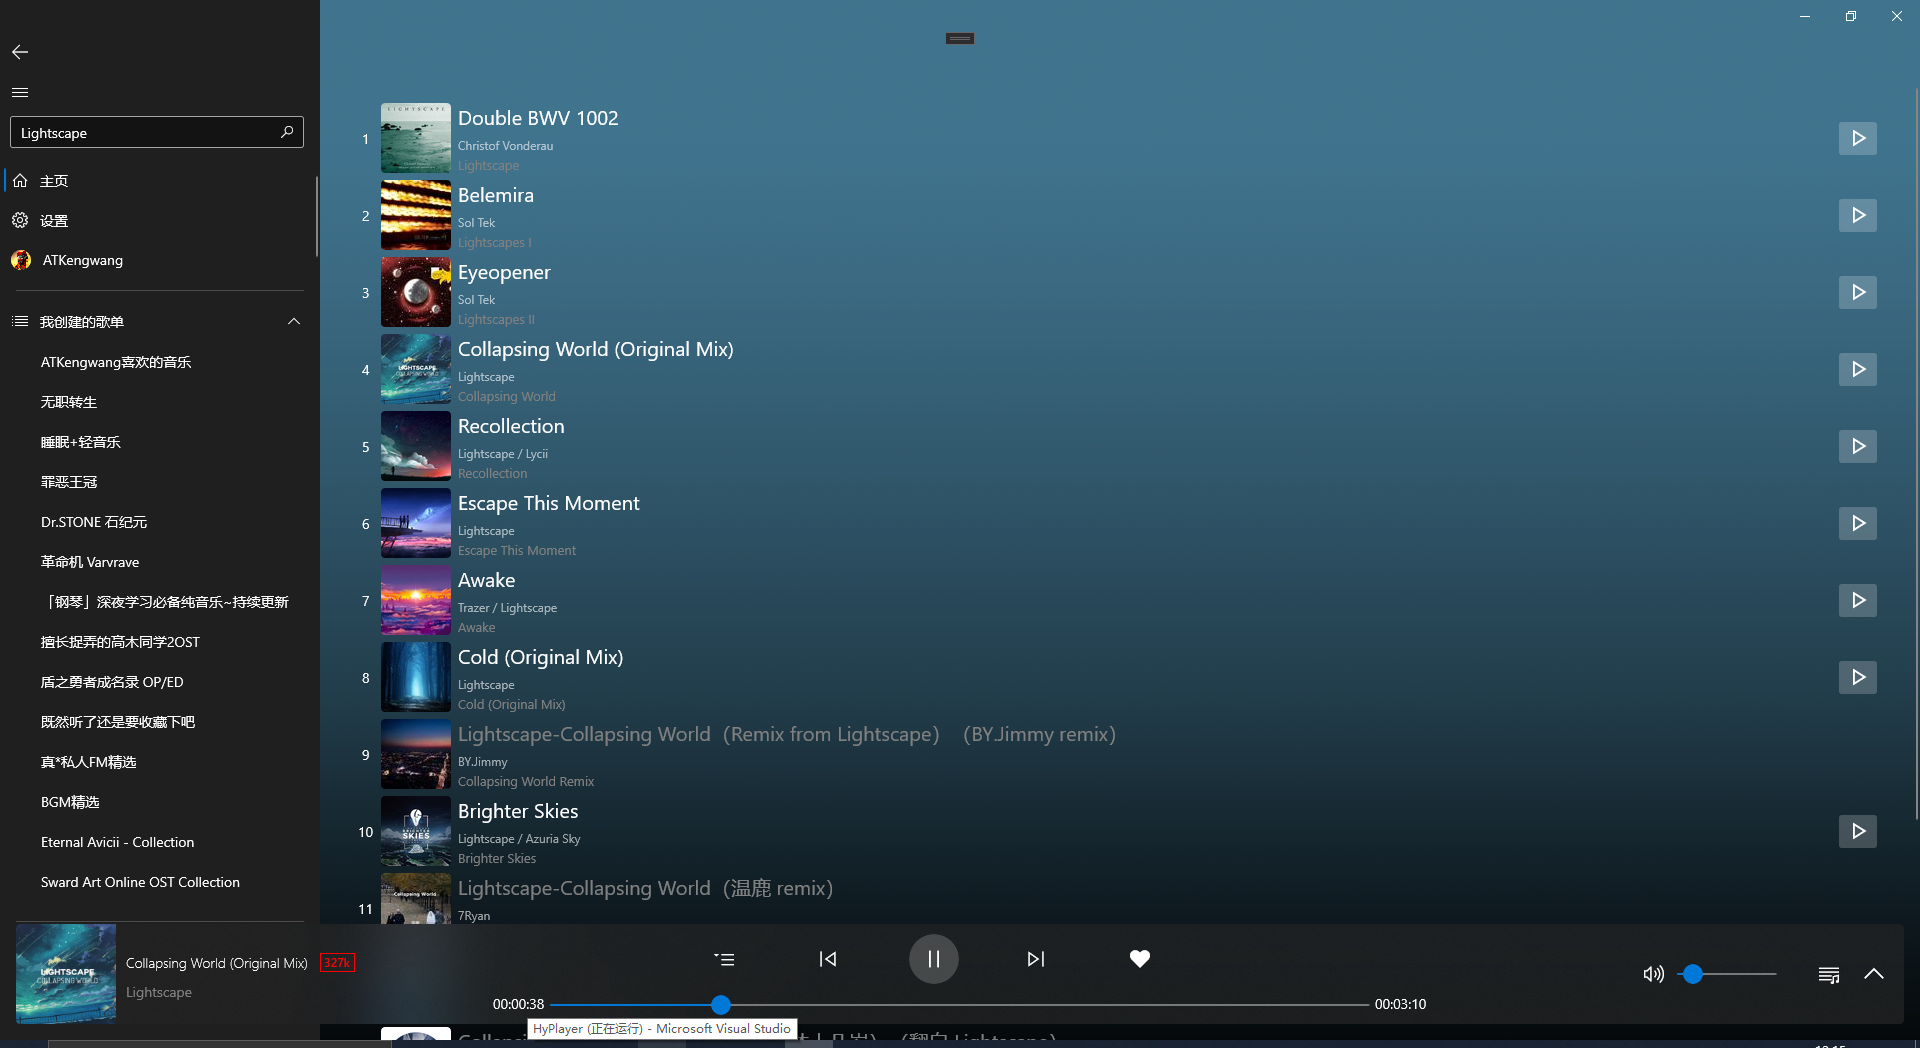 Lightscape
主页
设置
ATKengwang
我创建的歌单
ATKengwang喜欢的音乐
无职转生
睡眠+轻音乐
罪恶王冠
Dr.STONE 石纪元
革命机 Varvrave
「钢琴」深夜学习必备纯音乐~持续更新
擅长捉弄的高木同学2OST
盾之勇者成名录 OP/ED
既然听了还是要收藏下吧
真*私人FM精选
BGM精选
Eternal Avicii - Collection
Sward Art Online OST Collection
LIGHTSCAPE
1
Double BWV 1002
Christof Vonderau
Lightscape
2
Belemira
Sol Tek
Lightscapes I
3
Eyeopener
Sol Tek
Lightscapes II
4
LIGHTSCAPE
COLLAPSING WORLD
Collapsing World (Original Mix)
Lightscape
Collapsing World
5
Recollection
Lightscape / Lycii
Recollection
6
Escape This Moment
Lightscape
Escape This Moment
7
Awake
Trazer / Lightscape
Awake
8
Cold (Original Mix)
Lightscape
Cold (Original Mix)
9
Lightscape-Collapsing World（Remix from Lightscape）（BY.Jimmy remix）
BY.Jimmy
Collapsing World Remix
10
BRIGHTER
SKIES
Brighter Skies
Lightscape / Azuria Sky
Brighter Skies
11
Collapsing World
Lightscape-Collapsing World（温鹿 remix）
7Ryan
LIGHTSCAPE
COLLAPSING WORLD
Collapsing World (Original Mix)
327k
Lightscape
00:00:38
00:03:10
HyPlayer (正在运行) - Microsoft Visual Studio